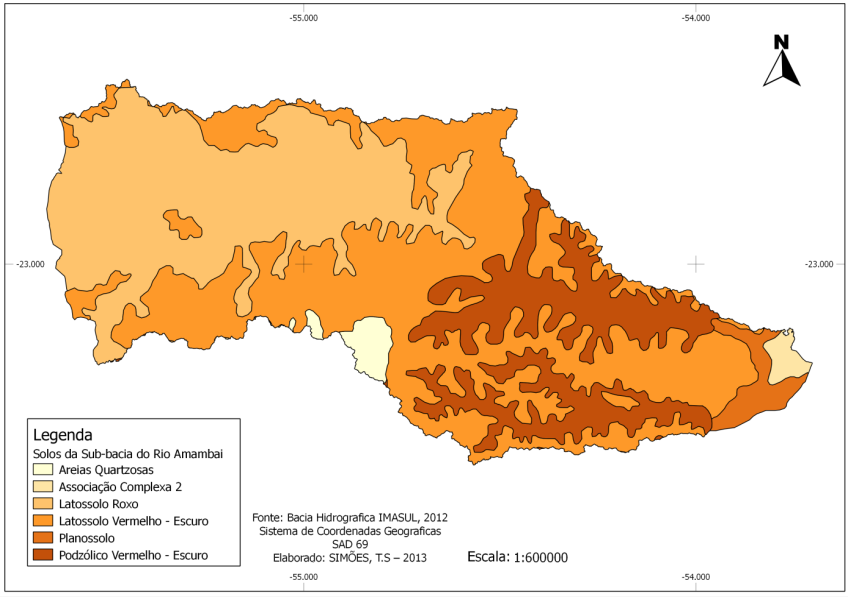 -55.000
-54.000
N
-23.000
-23.000
Legenda
Solos da Sub-bacia do Rio Amambai
Areias Quartzosas
Associação Complexa 2
Latossolo Roxo
Latossolo Vermelho - Escuro
Planossolo
Podzólico Vermelho - Escuro
Fonte: Bacia Hidrografica IMASUL, 2012
Sistema de Coordenadas Geograficas
SAD 69
Elaborado: SIMÕES, T.S – 2013
Escala: 1:600000
-55.000
-54.000